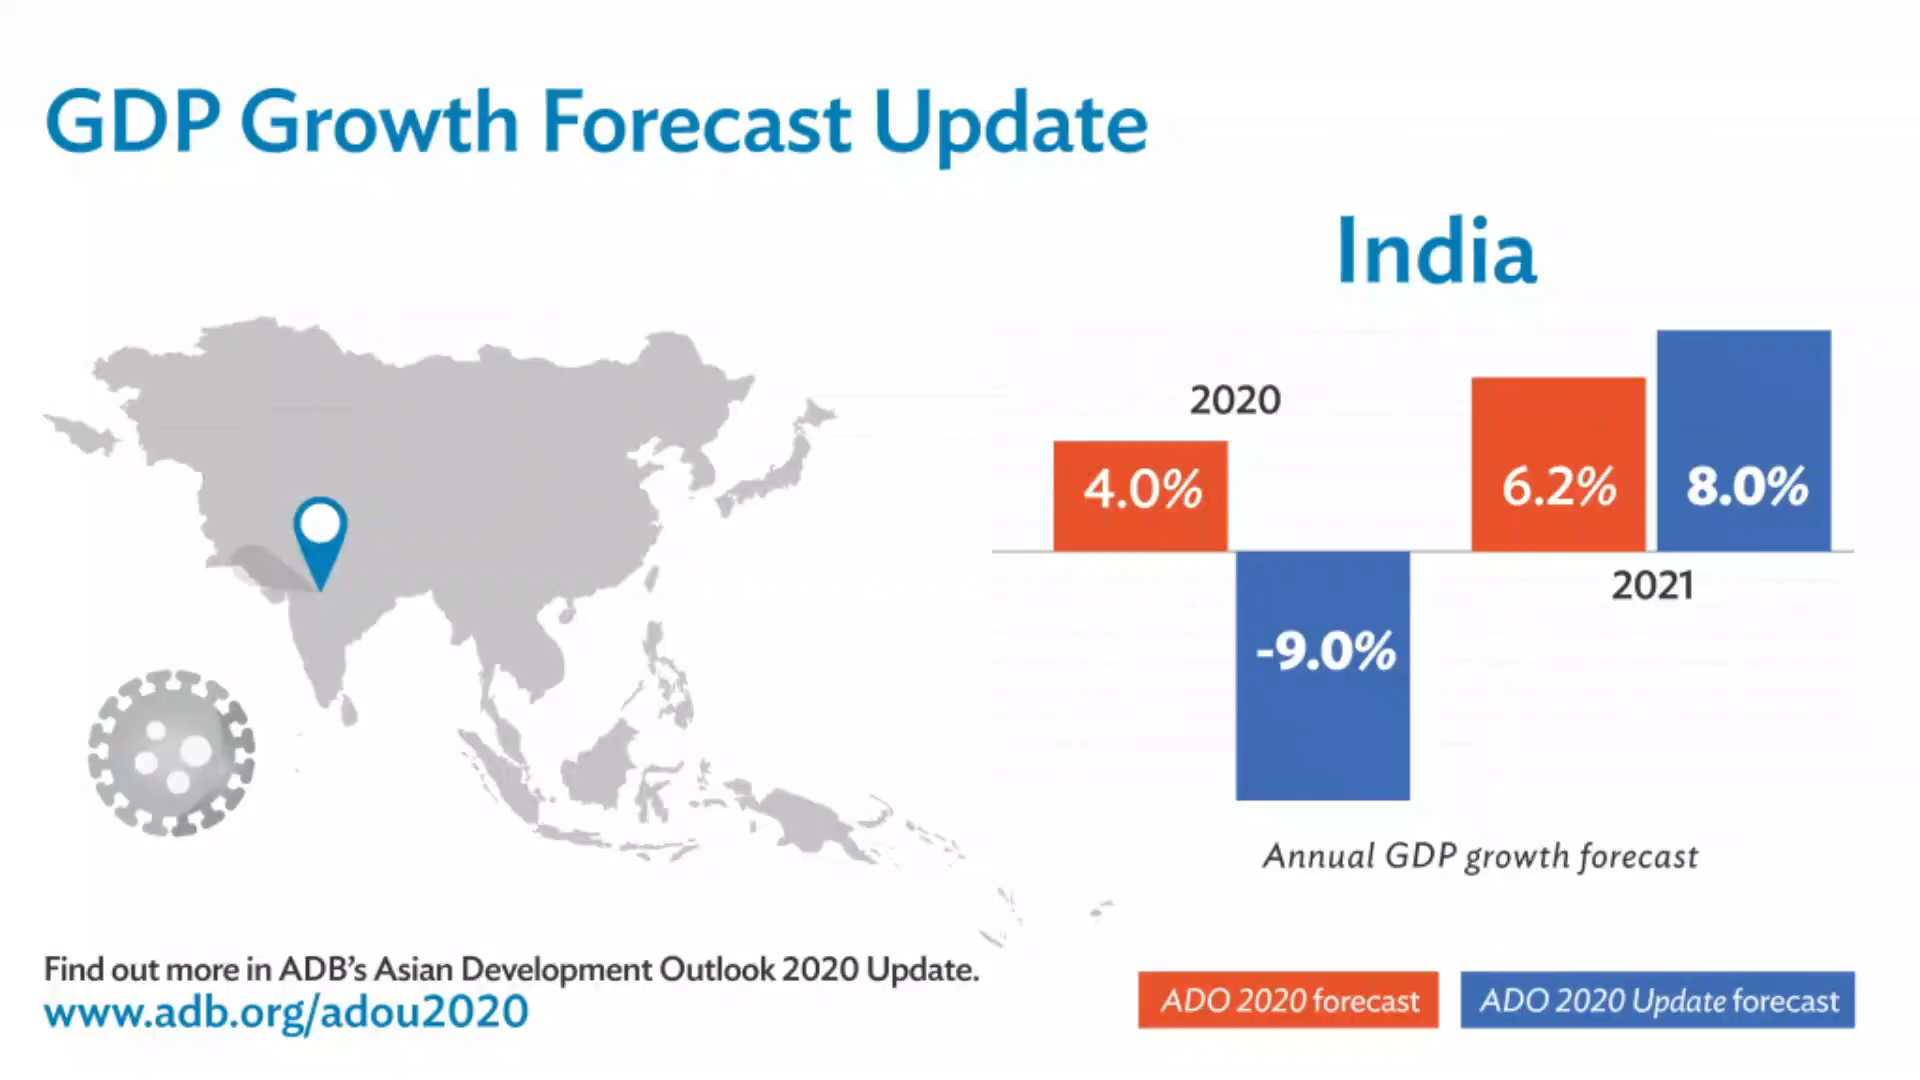 GDP Growth Forecast Update
India
2020
4.0%
-9.0%
6.2%
8.0%
2021
Annual GDP growth forecast
Find out more in ADB's Asian Development Outlook 2020 Update.
www.adb.org/adou2020
ADO 2020 forecast
ADO 2020 Update forecast